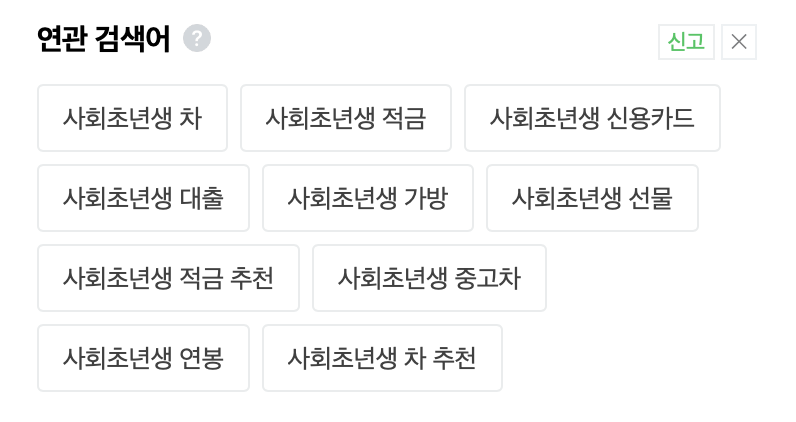 연관 검색어 ? 신고
사회초년생 차 사회초년생 적금 사회초년생 신용카드
사회초년생 대출 사회초년생 가방 사회초년생 선물
사회초년생 적금 추천 사회초년생 중고차
사회초년생 연봉 사회초년생 차 추천